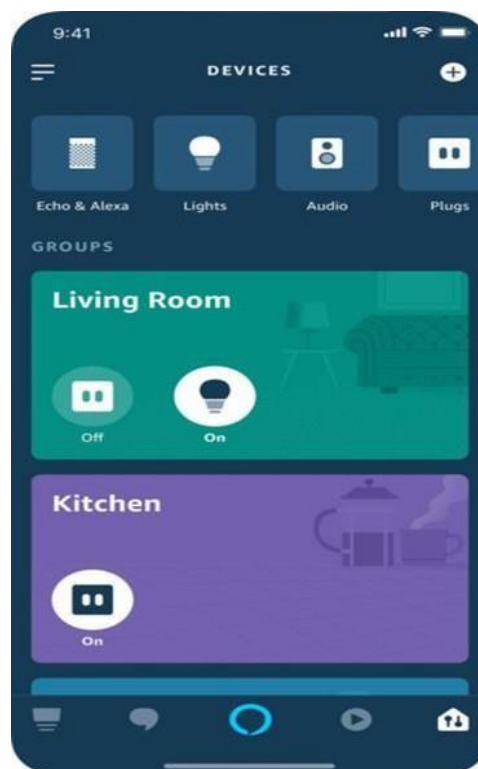 9:41
DEVICES
Echo & Alexa Lights Audio Plugs
GROUPS
Living Room
Off On
Kitchen
On